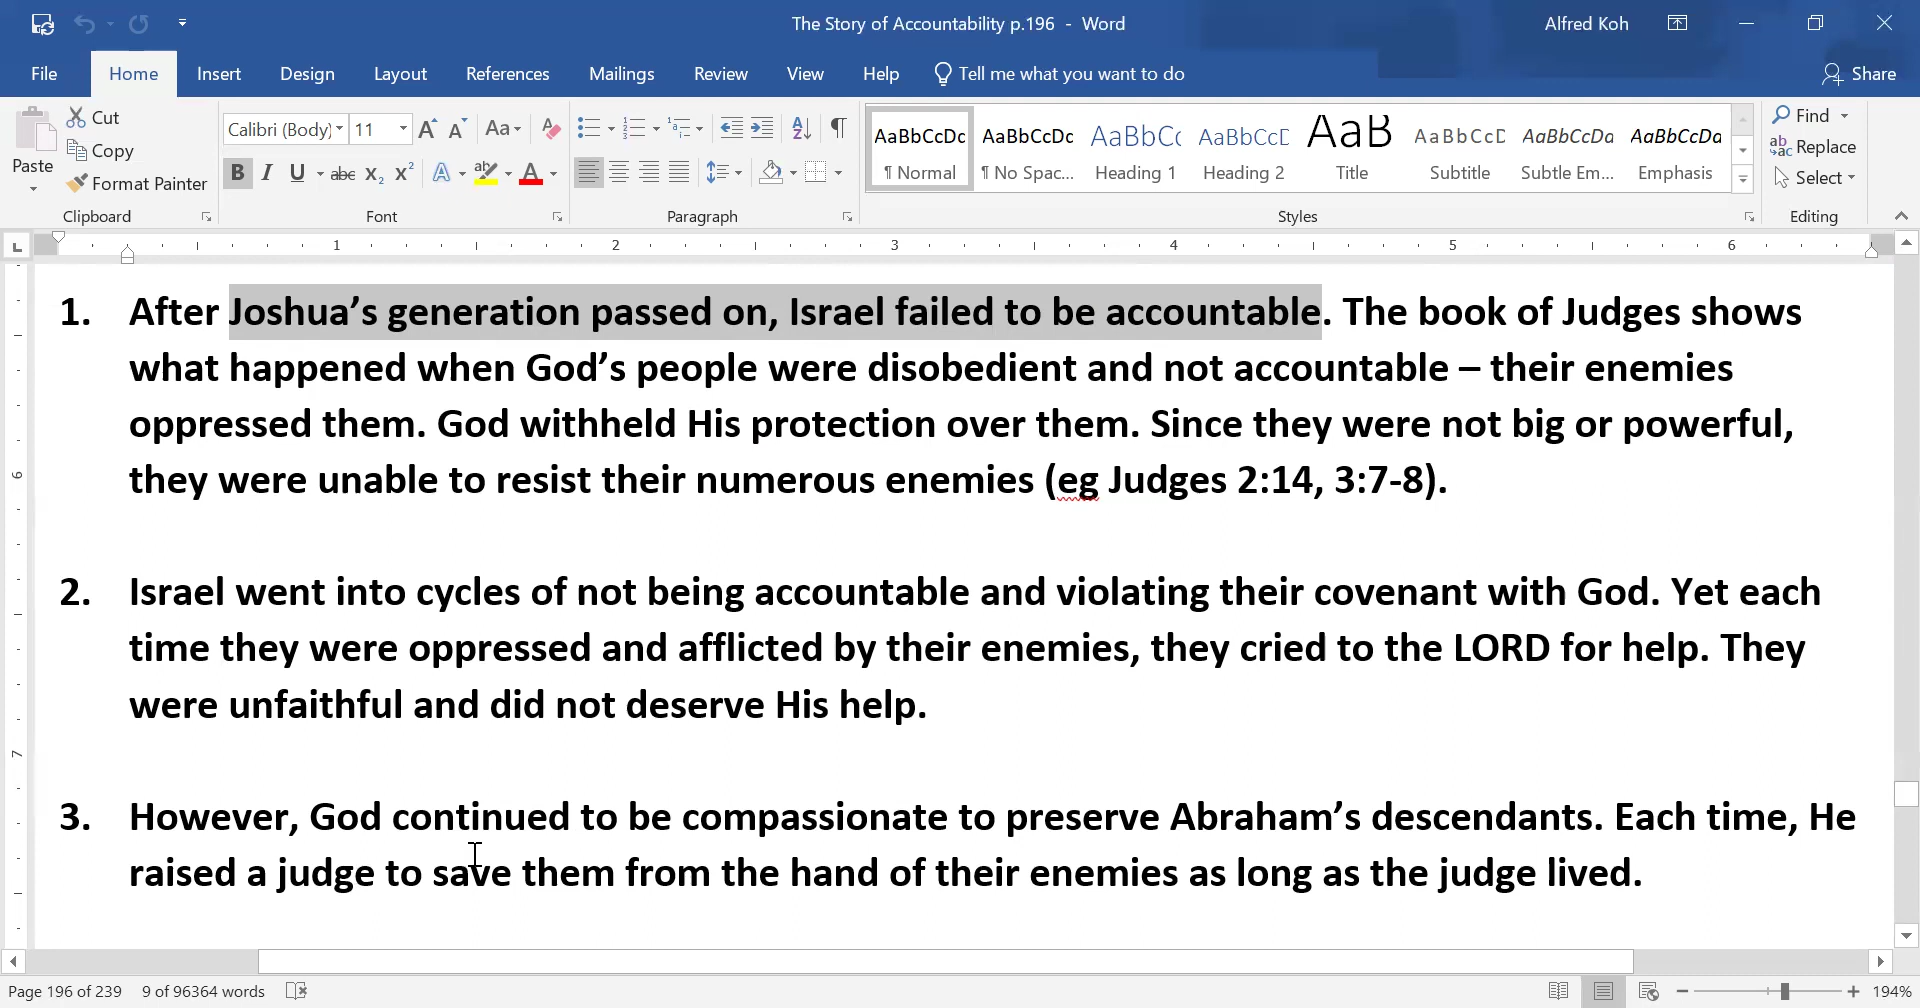 The Story of Accountability p.196 - Word
Alfred Koh
File Home Insert Design Layout References Mailings Review View Help Tell me what you want to do Share
Paste
Cut
Copy
Format Painter
Clipboard
Calibri (Body) 11
Font
Paragraph
AaBbCcDc AaBbCcDc AaBbCc AaBbCcD AaB AaBbCcD AaBbCcDa AaBbCcDa
¶ Normal ¶ No Spac... Heading 1 Heading 2 Title Subtitle Subtle Em... Emphasis
Styles
Find
Replace
Select
Editing
1 2 3 4 5 6
1. After Joshua’s generation passed on, Israel failed to be accountable. The book of Judges shows
what happened when God’s people were disobedient and not accountable – their enemies
oppressed them. God withheld His protection over them. Since they were not big or powerful,
they were unable to resist their numerous enemies (eg Judges 2:14, 3:7-8).
2. Israel went into cycles of not being accountable and violating their covenant with God. Yet each
time they were oppressed and afflicted by their enemies, they cried to the LORD for help. They
were unfaithful and did not deserve His help.
3. However, God continued to be compassionate to preserve Abraham’s descendants. Each time, He
raised a judge to save them from the hand of their enemies as long as the judge lived.
6
7
Page 196 of 239 9 of 96364 words 194%